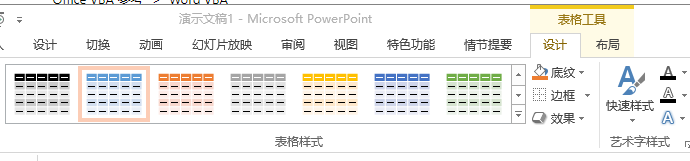 Office VBA 参考 > Word VBA
演示文稿1 - Microsoft PowerPoint
表格工具
设计 切换 动画 幻灯片放映 审阅 视图 特色功能 情节提要 设计 布局
底纹
边框
效果
快速样式
A
A
A
A
表格样式
艺术字样式